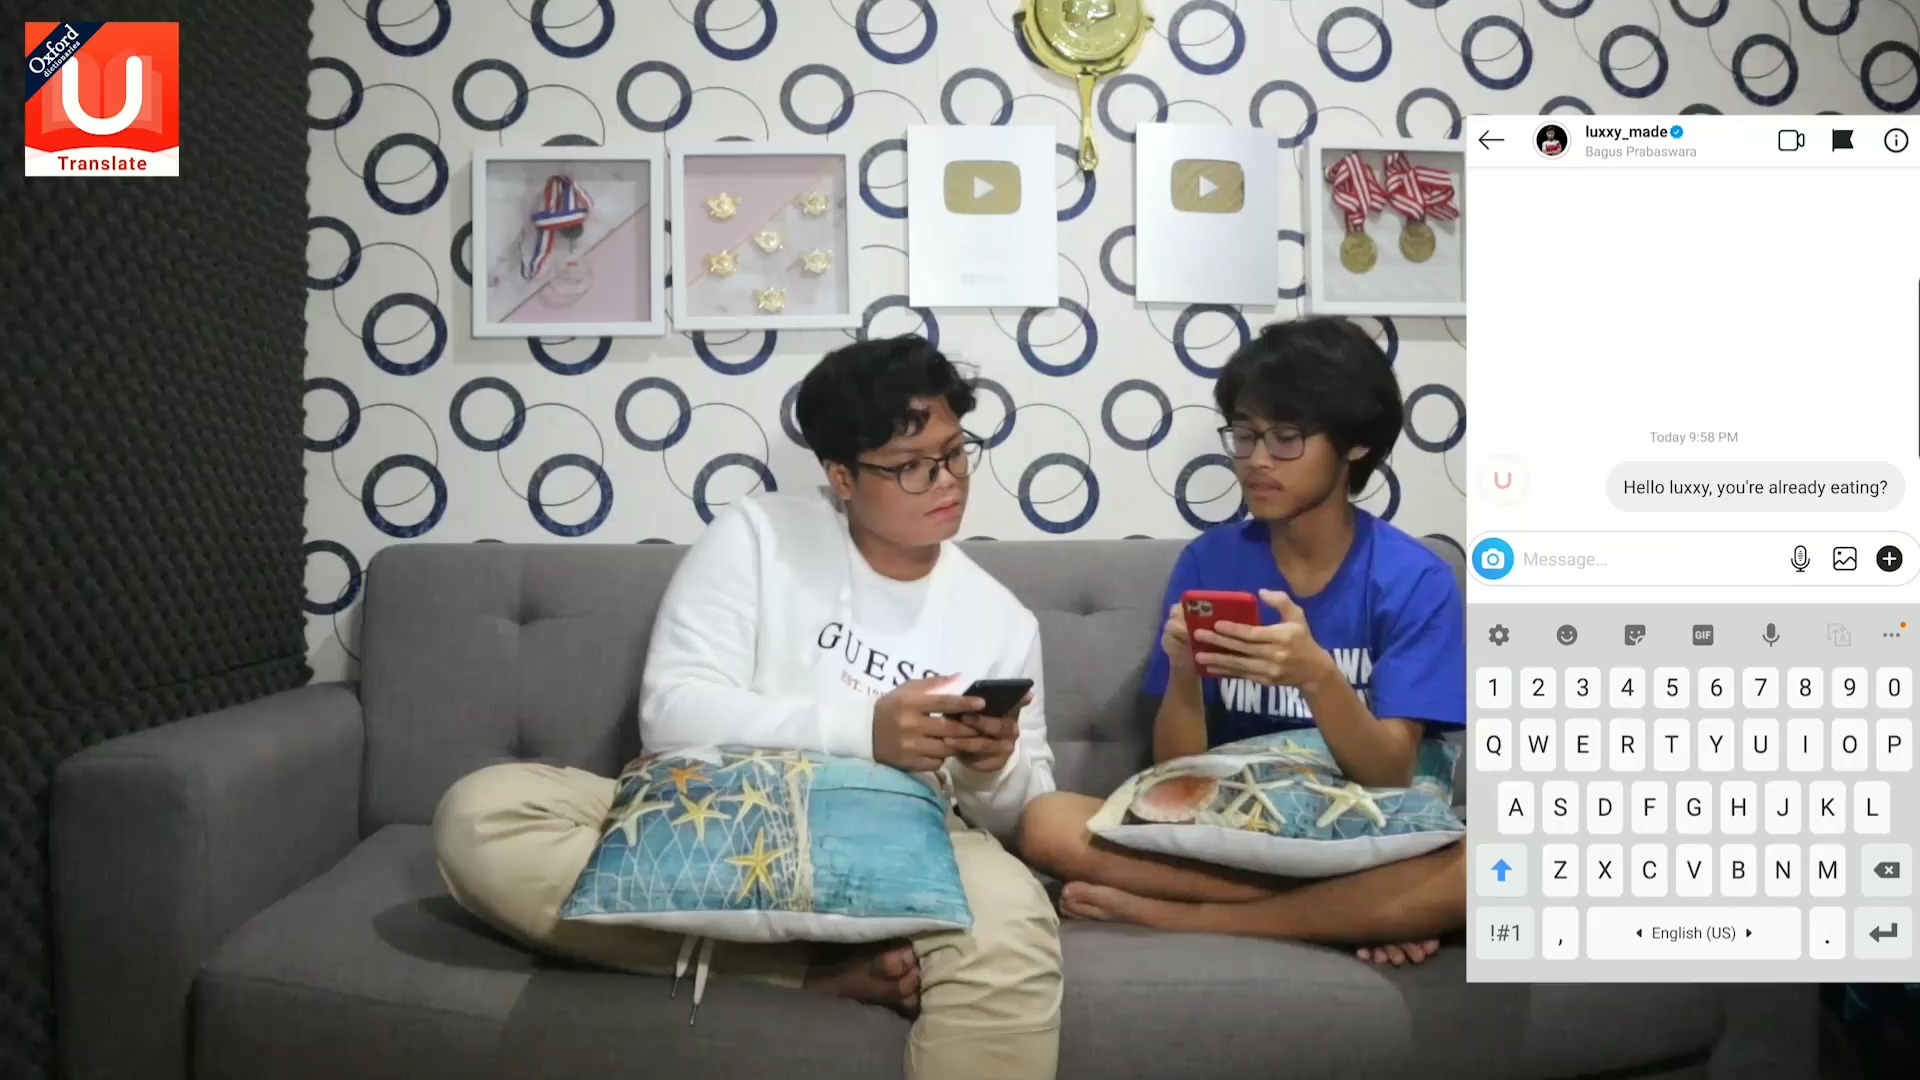 Oxford
dictionaries
U
Translate
luxxy_made
Bagus Prabaswara
Today 9:58 PM
U
Hello luxxy, you're already eating?
Message...
GIF
1 2 3 4 5 6 7 8 9 0
Q W E R T Y U I O P
A S D F G H J K L
Z X C V B N M
!#1 , English (US) .
GUESS